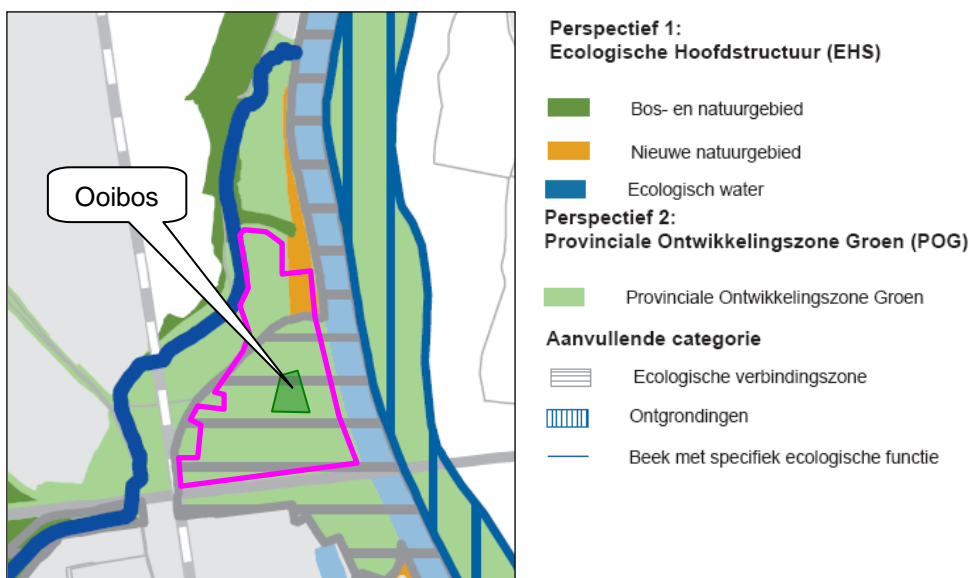 Ooibos
Perspectief 1:
Ecologische Hoofdstructuur (EHS)
Bos- en natuurgebied
Nieuwe natuurgebied
Ecologisch water
Perspectief 2:
Provinciale Ontwikkelingszone Groen (POG)
Provinciale Ontwikkelingszone Groen
Aanvullende categorie
Ecologische verbindingszone
Ontgrondingen
Beek met specifiek ecologische functie